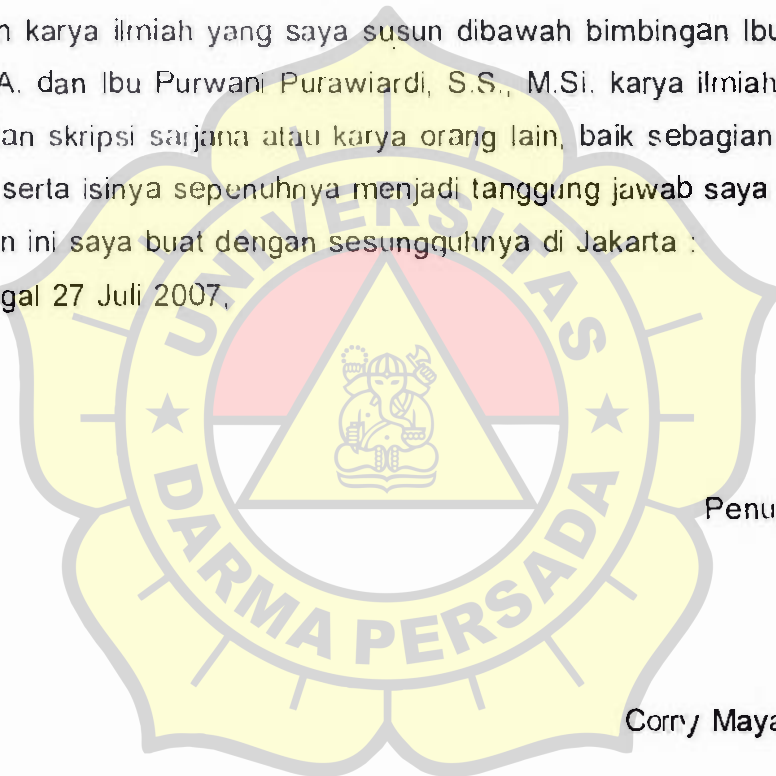 n karya ilmiah yang saya susun dibawah bimbingan Ibu
A. dan Ibu Purwani Purawiardi, S.S., M.Si. karya ilmiah
an skripsi sarjana atau karya orang lain, baik sebagian
serta isinya sepenuhnya menjadi tanggung jawab saya
n ini saya buat dengan sesungguhnya di Jakarta :
gal 27 Juli 2007,
UNIVERSITAS
DARMA PERSADA
Penu
Corry Maya